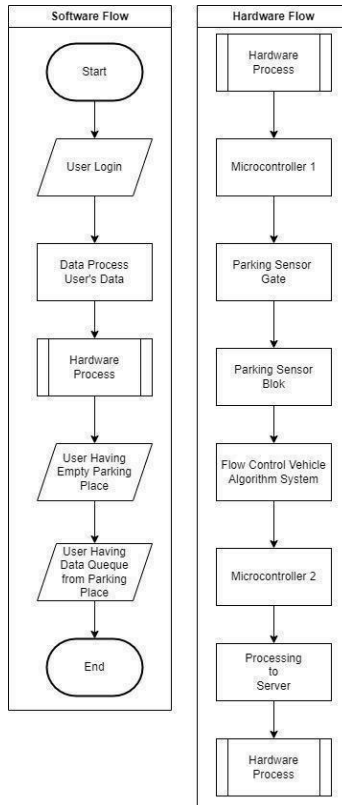 Software Flow
Start
User Login
Data Process
User's Data
Hardware
Process
User Having
Empty Parking
Place
User Having
Data Queque
from Parking
Place
End
Hardware Flow
Hardware
Process
Microcontroller 1
Parking Sensor
Gate
Parking Sensor
Blok
Flow Control Vehicle
Algorithm System
Microcontroller 2
Processing
to
Server
Hardware
Process